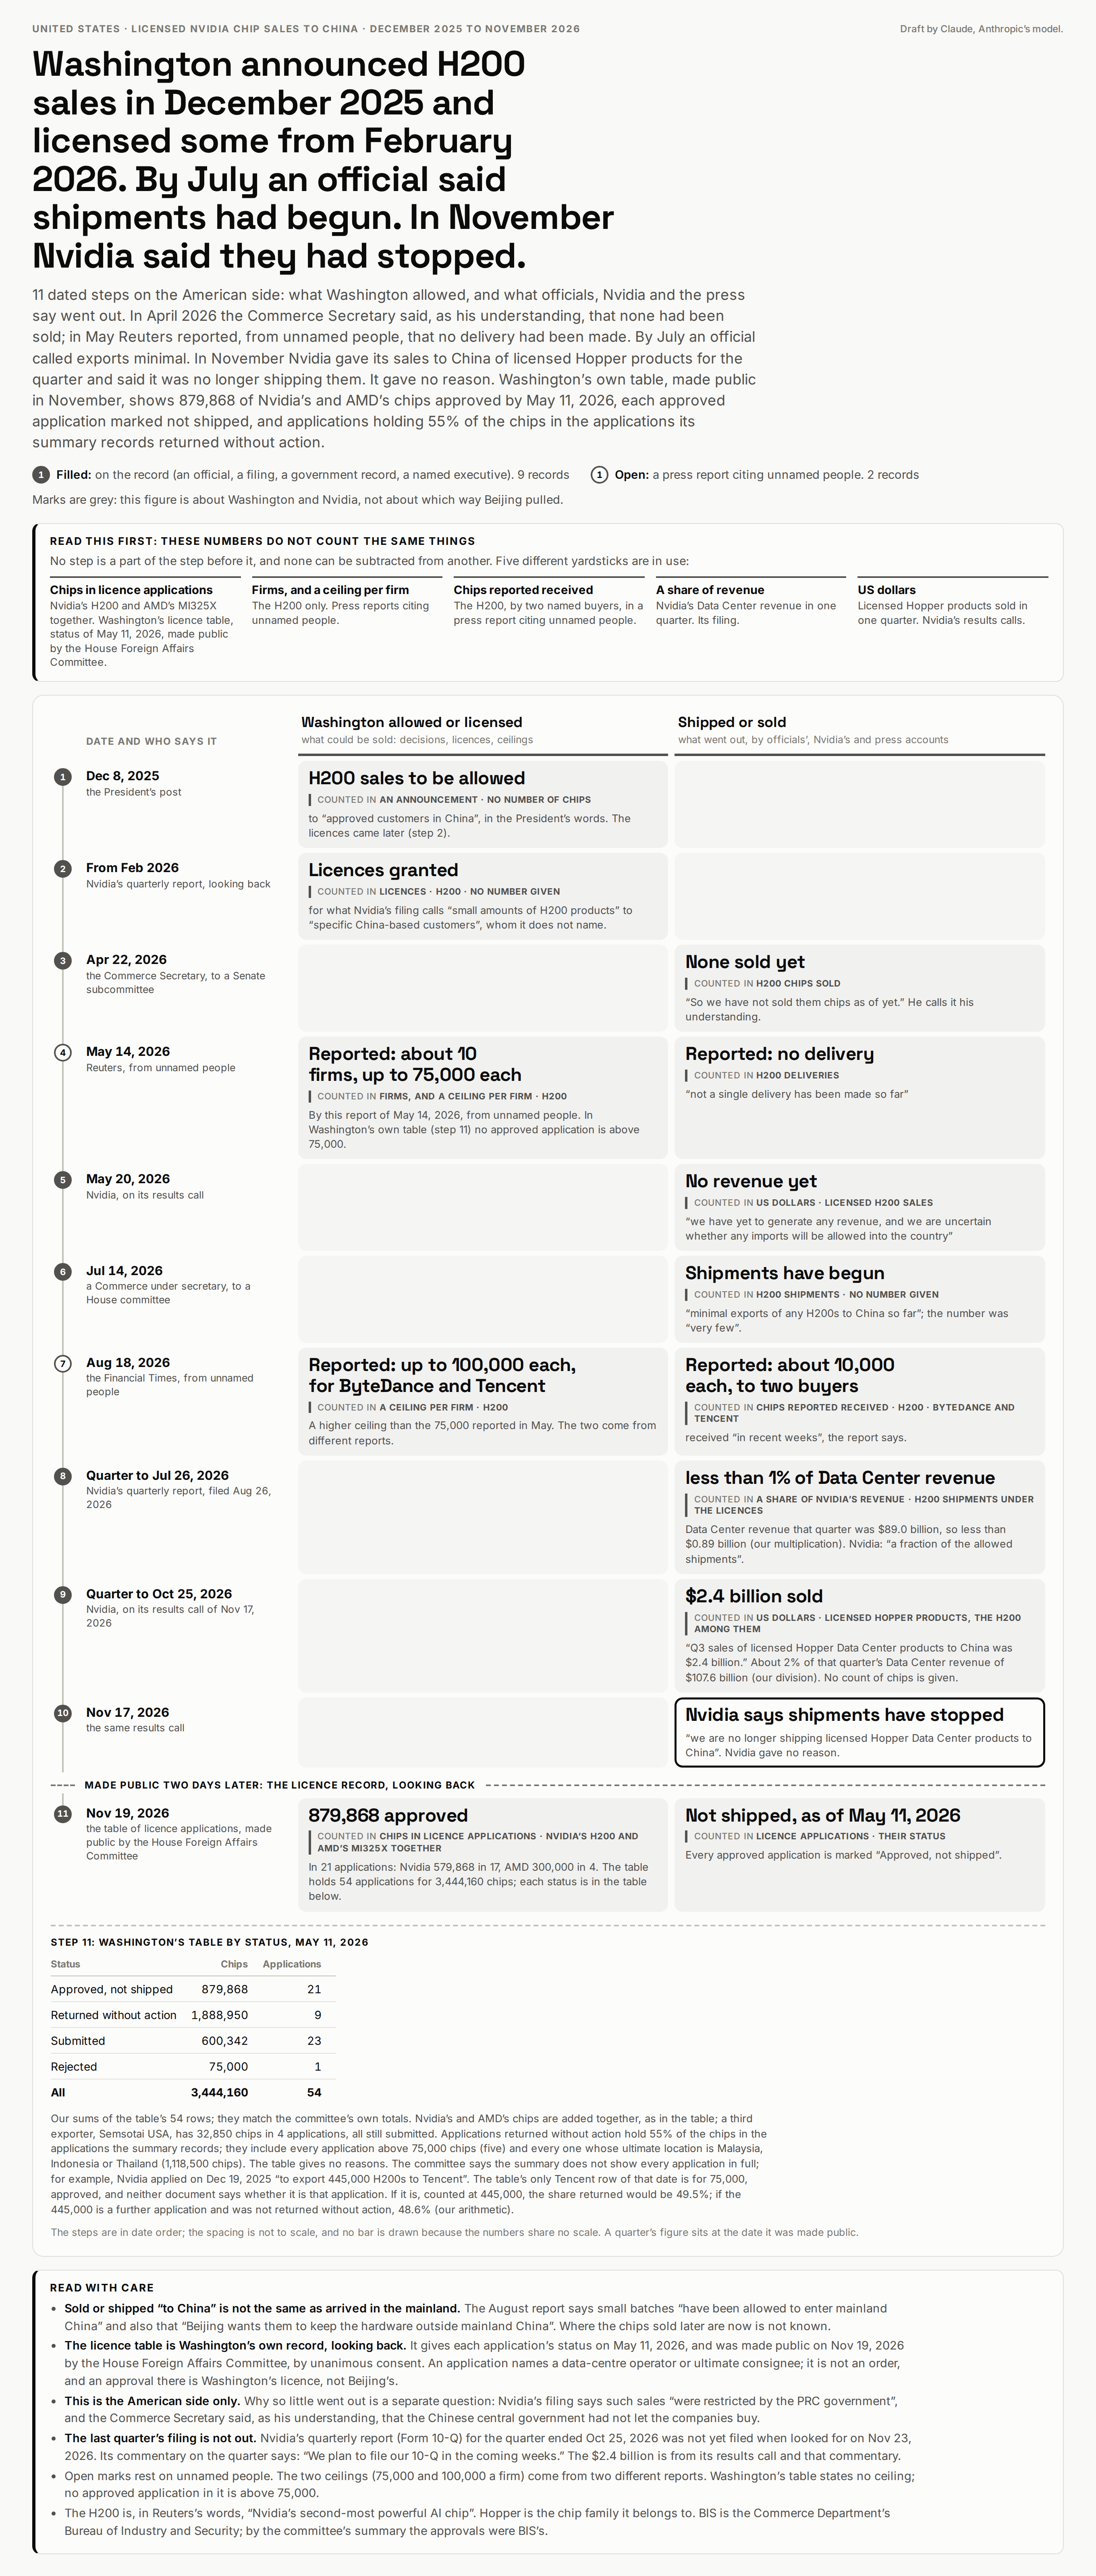 UNITED STATES · LICENSED NVIDIA CHIP SALES TO CHINA · DECEMBER 2025 TO NOVEMBER 2026
Draft by Claude, Anthropic’s model.
Washington announced H200
sales in December 2025 and
licensed some from February
2026. By July an official said
shipments had begun. In November
Nvidia said they had stopped.
11 dated steps on the American side: what Washington allowed, and what officials, Nvidia and the press
say went out. In April 2026 the Commerce Secretary said, as his understanding, that none had been
sold; in May Reuters reported, from unnamed people, that no delivery had been made. By July an official
called exports minimal. In November Nvidia gave its sales to China of licensed Hopper products for the
quarter and said it was no longer shipping them. It gave no reason. Washington’s own table, made public
in November, shows 879,868 of Nvidia’s and AMD’s chips approved by May 11, 2026, each approved
application marked not shipped, and applications holding 55% of the chips in the applications its
summary records returned without action.
1 Filled: on the record (an official, a filing, a government record, a named executive). 9 records
1 Open: a press report citing unnamed people. 2 records
Marks are grey: this figure is about Washington and Nvidia, not about which way Beijing pulled.
READ THIS FIRST: THESE NUMBERS DO NOT COUNT THE SAME THINGS
No step is a part of the step before it, and none can be subtracted from another. Five different yardsticks are in use:
Chips in licence applications
Nvidia’s H200 and AMD’s MI325X
together. Washington’s licence table,
status of May 11, 2026, made public
by the House Foreign Affairs
Committee.
Firms, and a ceiling per firm
The H200 only. Press reports citing
unnamed people.
Chips reported received
The H200, by two named buyers, in a
press report citing unnamed people.
A share of revenue
Nvidia’s Data Center revenue in one
quarter. Its filing.
US dollars
Licensed Hopper products sold in
one quarter. Nvidia’s results calls.
DATE AND WHO SAYS IT
Washington allowed or licensed
what could be sold: decisions, licences, ceilings
Shipped or sold
what went out, by officials’, Nvidia’s and press accounts
1
Dec 8, 2025
the President’s post
H200 sales to be allowed
COUNTED IN AN ANNOUNCEMENT · NO NUMBER OF CHIPS
to “approved customers in China”, in the President’s words. The
licences came later (step 2).
2
From Feb 2026
Nvidia’s quarterly report, looking back
Licences granted
COUNTED IN LICENCES · H200 · NO NUMBER GIVEN
for what Nvidia’s filing calls “small amounts of H200 products” to
“specific China-based customers”, whom it does not name.
3
Apr 22, 2026
the Commerce Secretary, to a Senate
subcommittee
None sold yet
COUNTED IN H200 CHIPS SOLD
“So we have not sold them chips as of yet.” He calls it his
understanding.
4
May 14, 2026
Reuters, from unnamed people
Reported: about 10
firms, up to 75,000 each
COUNTED IN FIRMS, AND A CEILING PER FIRM · H200
By this report of May 14, 2026, from unnamed people. In
Washington’s own table (step 11) no approved application is above
75,000.
Reported: no delivery
COUNTED IN H200 DELIVERIES
“not a single delivery has been made so far”
5
May 20, 2026
Nvidia, on its results call
No revenue yet
COUNTED IN US DOLLARS · LICENSED H200 SALES
“we have yet to generate any revenue, and we are uncertain
whether any imports will be allowed into the country”
6
Jul 14, 2026
a Commerce under secretary, to a
House committee
Shipments have begun
COUNTED IN H200 SHIPMENTS · NO NUMBER GIVEN
“minimal exports of any H200s to China so far”; the number was
“very few”.
7
Aug 18, 2026
the Financial Times, from unnamed
people
Reported: up to 100,000 each,
for ByteDance and Tencent
COUNTED IN A CEILING PER FIRM · H200
A higher ceiling than the 75,000 reported in May. The two come from
different reports.
Reported: about 10,000
each, to two buyers
COUNTED IN CHIPS REPORTED RECEIVED · H200 · BYTEDANCE AND
TENCENT
received “in recent weeks”, the report says.
8
Quarter to Jul 26, 2026
Nvidia’s quarterly report, filed Aug 26,
2026
less than 1% of Data Center revenue
COUNTED IN A SHARE OF NVIDIA’S REVENUE · H200 SHIPMENTS UNDER
THE LICENCES
Data Center revenue that quarter was $89.0 billion, so less than
$0.89 billion (our multiplication). Nvidia: “a fraction of the allowed
shipments”.
9
Quarter to Oct 25, 2026
Nvidia, on its results call of Nov 17,
2026
$2.4 billion sold
COUNTED IN US DOLLARS · LICENSED HOPPER PRODUCTS, THE H200
AMONG THEM
“Q3 sales of licensed Hopper Data Center products to China was
$2.4 billion.” About 2% of that quarter’s Data Center revenue of
$107.6 billion (our division). No count of chips is given.
10
Nov 17, 2026
the same results call
Nvidia says shipments have stopped
“we are no longer shipping licensed Hopper Data Center products to
China”. Nvidia gave no reason.
MADE PUBLIC TWO DAYS LATER: THE LICENCE RECORD, LOOKING BACK
11
Nov 19, 2026
the table of licence applications, made
public by the House Foreign Affairs
Committee
879,868 approved
COUNTED IN CHIPS IN LICENCE APPLICATIONS · NVIDIA’S H200 AND
AMD’S MI325X TOGETHER
In 21 applications: Nvidia 579,868 in 17, AMD 300,000 in 4. The table
holds 54 applications for 3,444,160 chips; each status is in the table
below.
Not shipped, as of May 11, 2026
COUNTED IN LICENCE APPLICATIONS · THEIR STATUS
Every approved application is marked “Approved, not shipped”.
STEP 11: WASHINGTON’S TABLE BY STATUS, MAY 11, 2026
Status Chips Applications
Approved, not shipped 879,868 21
Returned without action 1,888,950 9
Submitted 600,342 23
Rejected 75,000 1
All 3,444,160 54
Our sums of the table’s 54 rows; they match the committee’s own totals. Nvidia’s and AMD’s chips are added together, as in the table; a third
exporter, Semsotai USA, has 32,850 chips in 4 applications, all still submitted. Applications returned without action hold 55% of the chips in the
applications the summary records; they include every application above 75,000 chips (five) and every one whose ultimate location is Malaysia,
Indonesia or Thailand (1,118,500 chips). The table gives no reasons. The committee says the summary does not show every application in full;
for example, Nvidia applied on Dec 19, 2025 “to export 445,000 H200s to Tencent”. The table’s only Tencent row of that date is for 75,000,
approved, and neither document says whether it is that application. If it is, counted at 445,000, the share returned would be 49.5%; if the
445,000 is a further application and was not returned without action, 48.6% (our arithmetic).
The steps are in date order; the spacing is not to scale, and no bar is drawn because the numbers share no scale. A quarter’s figure sits at the date it was made public.
READ WITH CARE
• Sold or shipped “to China” is not the same as arrived in the mainland. The August report says small batches “have been allowed to enter mainland
China” and also that “Beijing wants them to keep the hardware outside mainland China”. Where the chips sold later are now is not known.
• The licence table is Washington’s own record, looking back. It gives each application’s status on May 11, 2026, and was made public on Nov 19, 2026
by the House Foreign Affairs Committee, by unanimous consent. An application names a data-centre operator or ultimate consignee; it is not an order,
and an approval there is Washington’s licence, not Beijing’s.
• This is the American side only. Why so little went out is a separate question: Nvidia’s filing says such sales “were restricted by the PRC government”,
and the Commerce Secretary said, as his understanding, that the Chinese central government had not let the companies buy.
• The last quarter’s filing is not out. Nvidia’s quarterly report (Form 10-Q) for the quarter ended Oct 25, 2026 was not yet filed when looked for on Nov 23,
2026. Its commentary on the quarter says: “We plan to file our 10-Q in the coming weeks.” The $2.4 billion is from its results call and that commentary.
• Open marks rest on unnamed people. The two ceilings (75,000 and 100,000 a firm) come from two different reports. Washington’s table states no ceiling;
no approved application in it is above 75,000.
• The H200 is, in Reuters’s words, “Nvidia’s second-most powerful AI chip”. Hopper is the chip family it belongs to. BIS is the Commerce Department’s
Bureau of Industry and Security; by the committee’s summary the approvals were BIS’s.